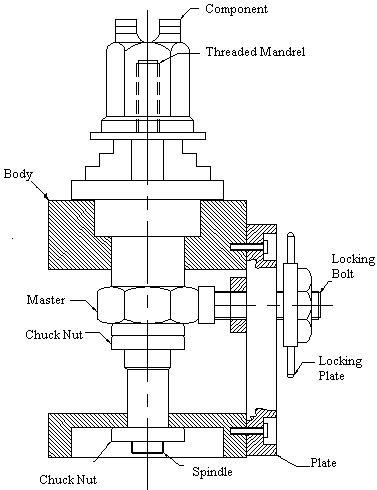 Component
Threaded Mandrel
Body
Locking
Bolt
Master
Chuck Nut
Locking
Plate
Chuck Nut
Spindle
Plate